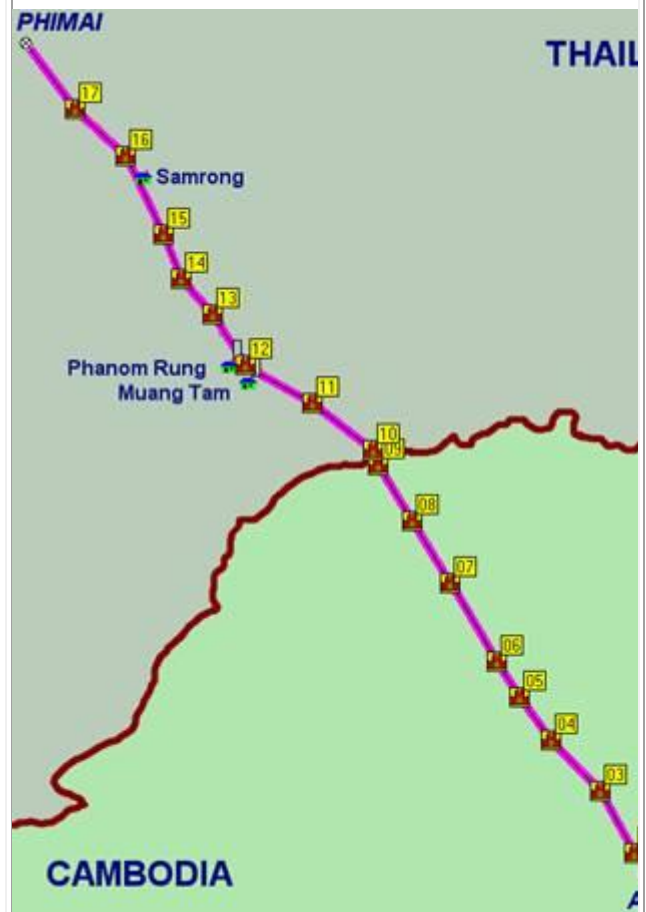 PHIMAI
THAIL
17
16
Samrong
15
14
13
12
Phanom Rung
Muang Tam
11
10
09
08
07
06
05
04
03
CAMBODIA
A